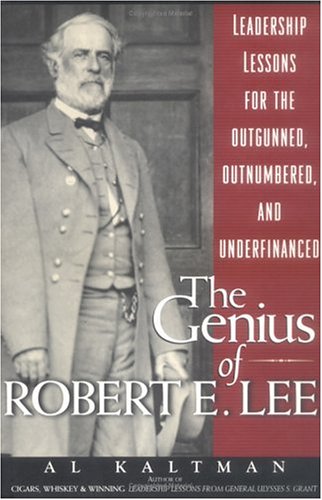 LEADERSHIP
LESSONS
FOR THE
OUTGUNNED,
OUTNUMBERED,
AND
UNDERFINANCED
The
Genius
of
ROBERT E. LEE
AL KALTMAN
AUTHOR OF
CIGARS, WHISKEY & WINNING LEADERSHIP LESSONS FROM GENERAL ULYSSES S. GRANT